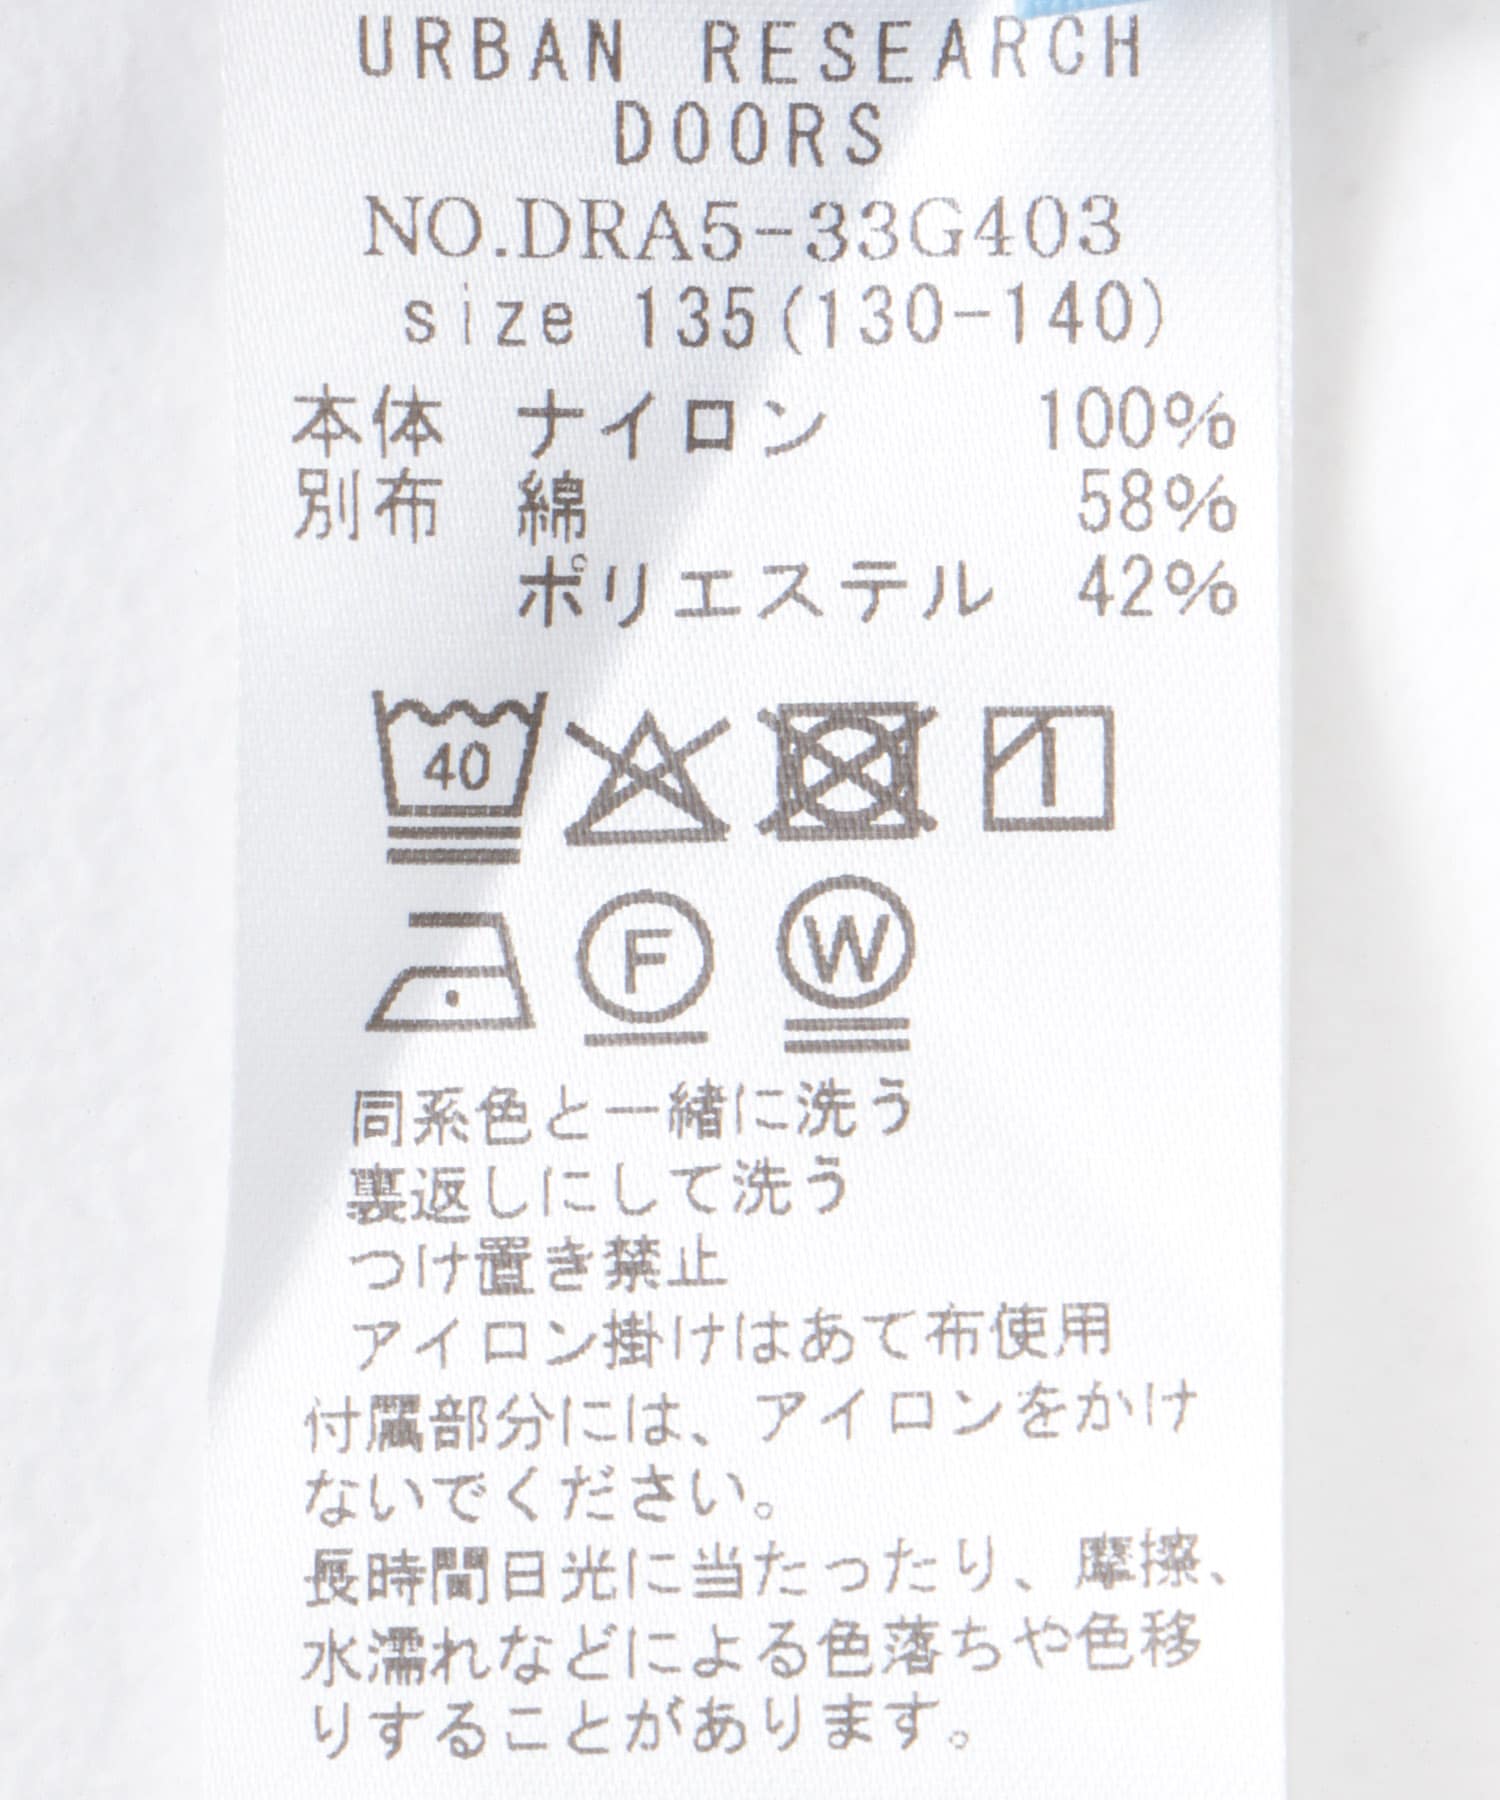 URBAN RESEARCH
DOORS
NO.DRA5-33G403
size 135(130-140)
本体 ナイロン 100%
別布 綿 58%
ポリエステル 42%
40
F W
同系色と一緒に洗う
裏返しにして洗う
つけ置き禁止
アイロン掛けはあて布使用
付属部分には、アイロンをかけ
ないでください。
長時間日光に当たったり、摩擦、
水濡れなどによる色落ちや色移
りすることがあります。